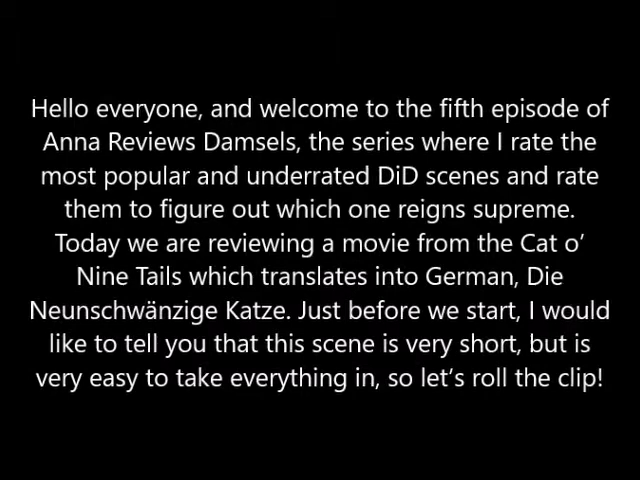 Hello everyone, and welcome to the fifth episode of
Anna Reviews Damsels, the series where I rate the
most popular and underrated DiD scenes and rate
them to figure out which one reigns supreme.
Today we are reviewing a movie from the Cat o’
Nine Tails which translates into German, Die
Neunschwänzige Katze. Just before we start, I would
like to tell you that this scene is very short, but is
very easy to take everything in, so let’s roll the clip!